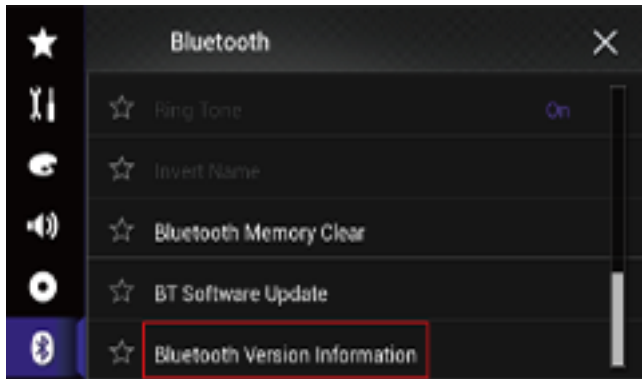 Bluetooth
Ring Tone On
Invert Name
Bluetooth Memory Clear
BT Software Update
Bluetooth Version Information